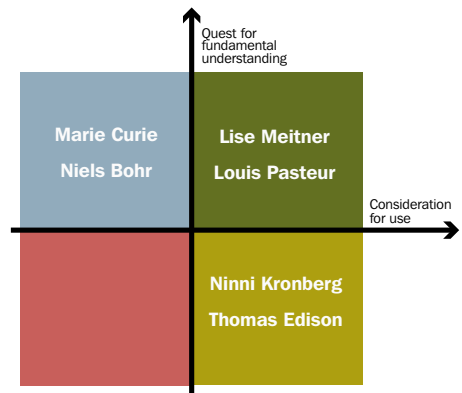 Quest for
fundamental
understanding
Marie Curie
Niels Bohr
Lise Meitner
Louis Pasteur
Consideration
for use
Ninni Kronberg
Thomas Edison